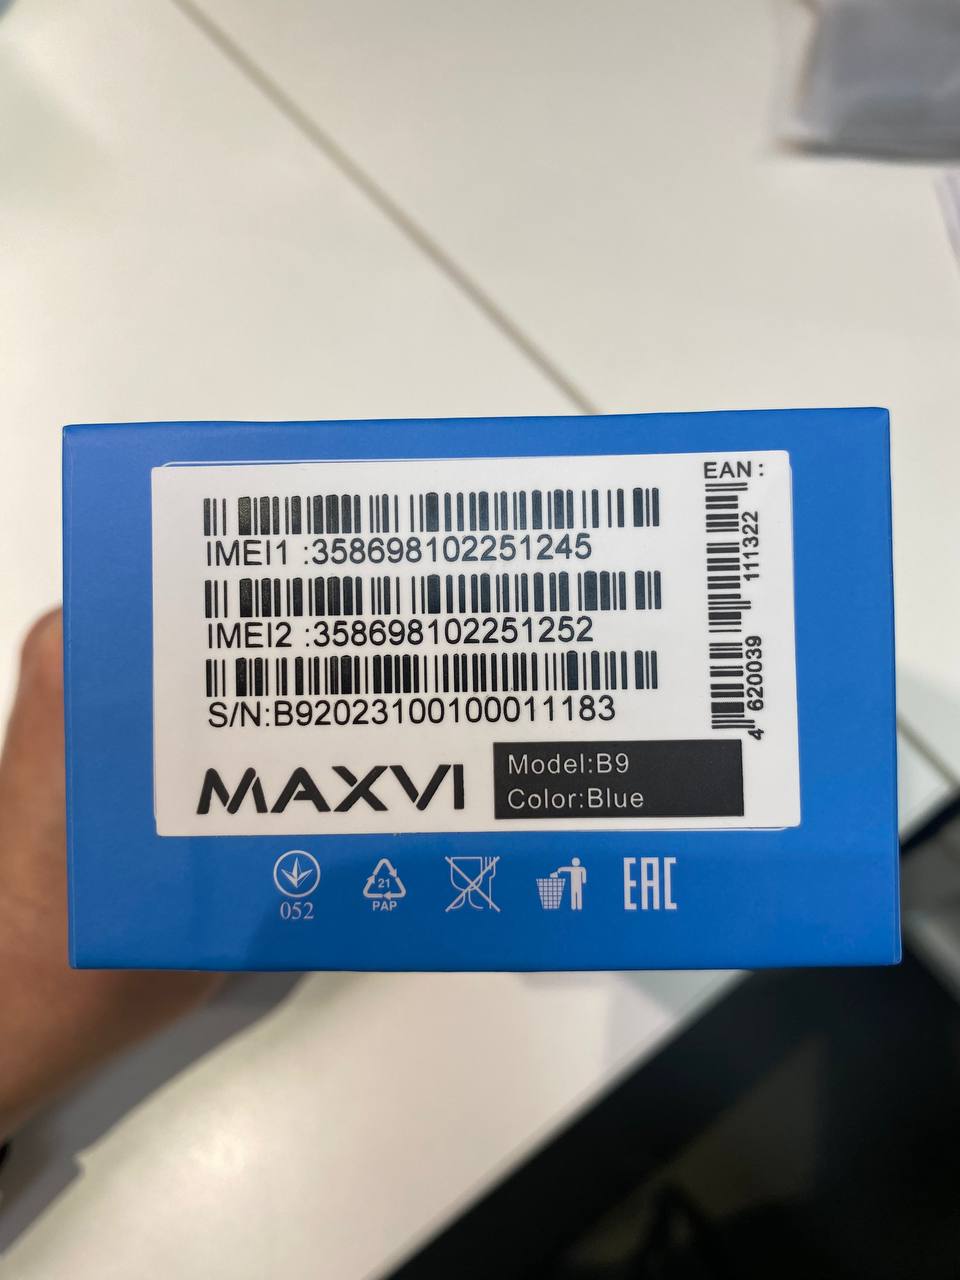 EAN :
IMEI1 :358698102251245
IMEI2 :358698102251252
S/N:B92023100100011183
4 620039 111322
MAXVI
Model:B9
Color:Blue
052
21
PAP
EAC